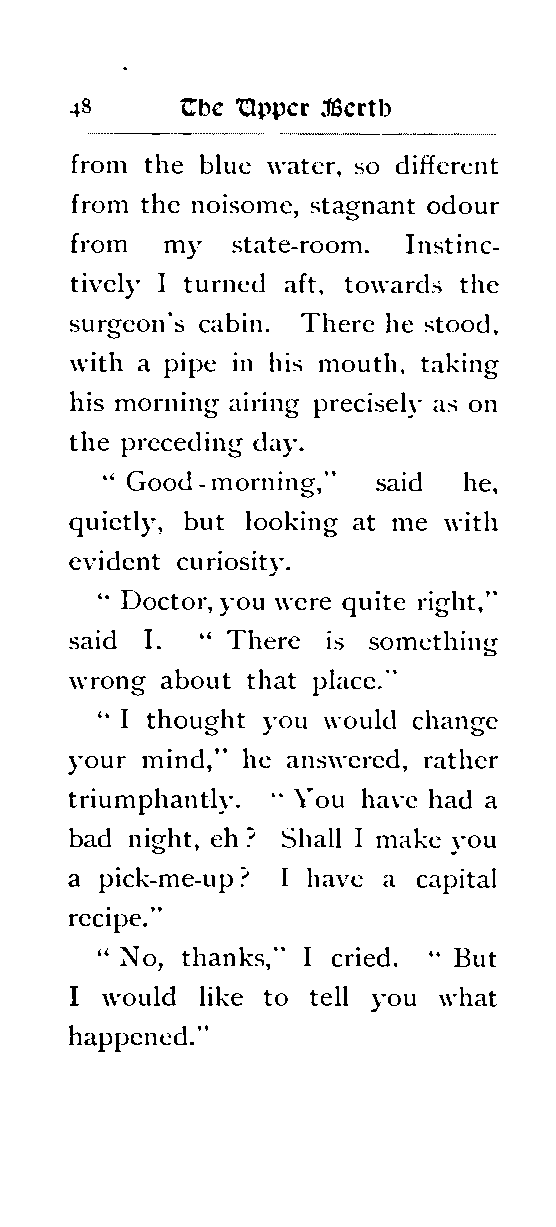 48 The Upper Berth
from the blue water, so different
from the noisome, stagnant odour
from my state-room. Instinc-
tively I turned aft, towards the
surgeon's cabin. There he stood,
with a pipe in his mouth, taking
his morning airing precisely as on
the preceding day.
"Good-morning," said he,
quietly, but looking at me with
evident curiosity.
"Doctor, you were quite right,"
said I. "There is something
wrong about that place."
"I thought you would change
your mind," he answered, rather
triumphantly. "You have had a
bad night, eh? Shall I make you
a pick-me-up? I have a capital
recipe."
"No, thanks," I cried. "But
I would like to tell you what
happened."